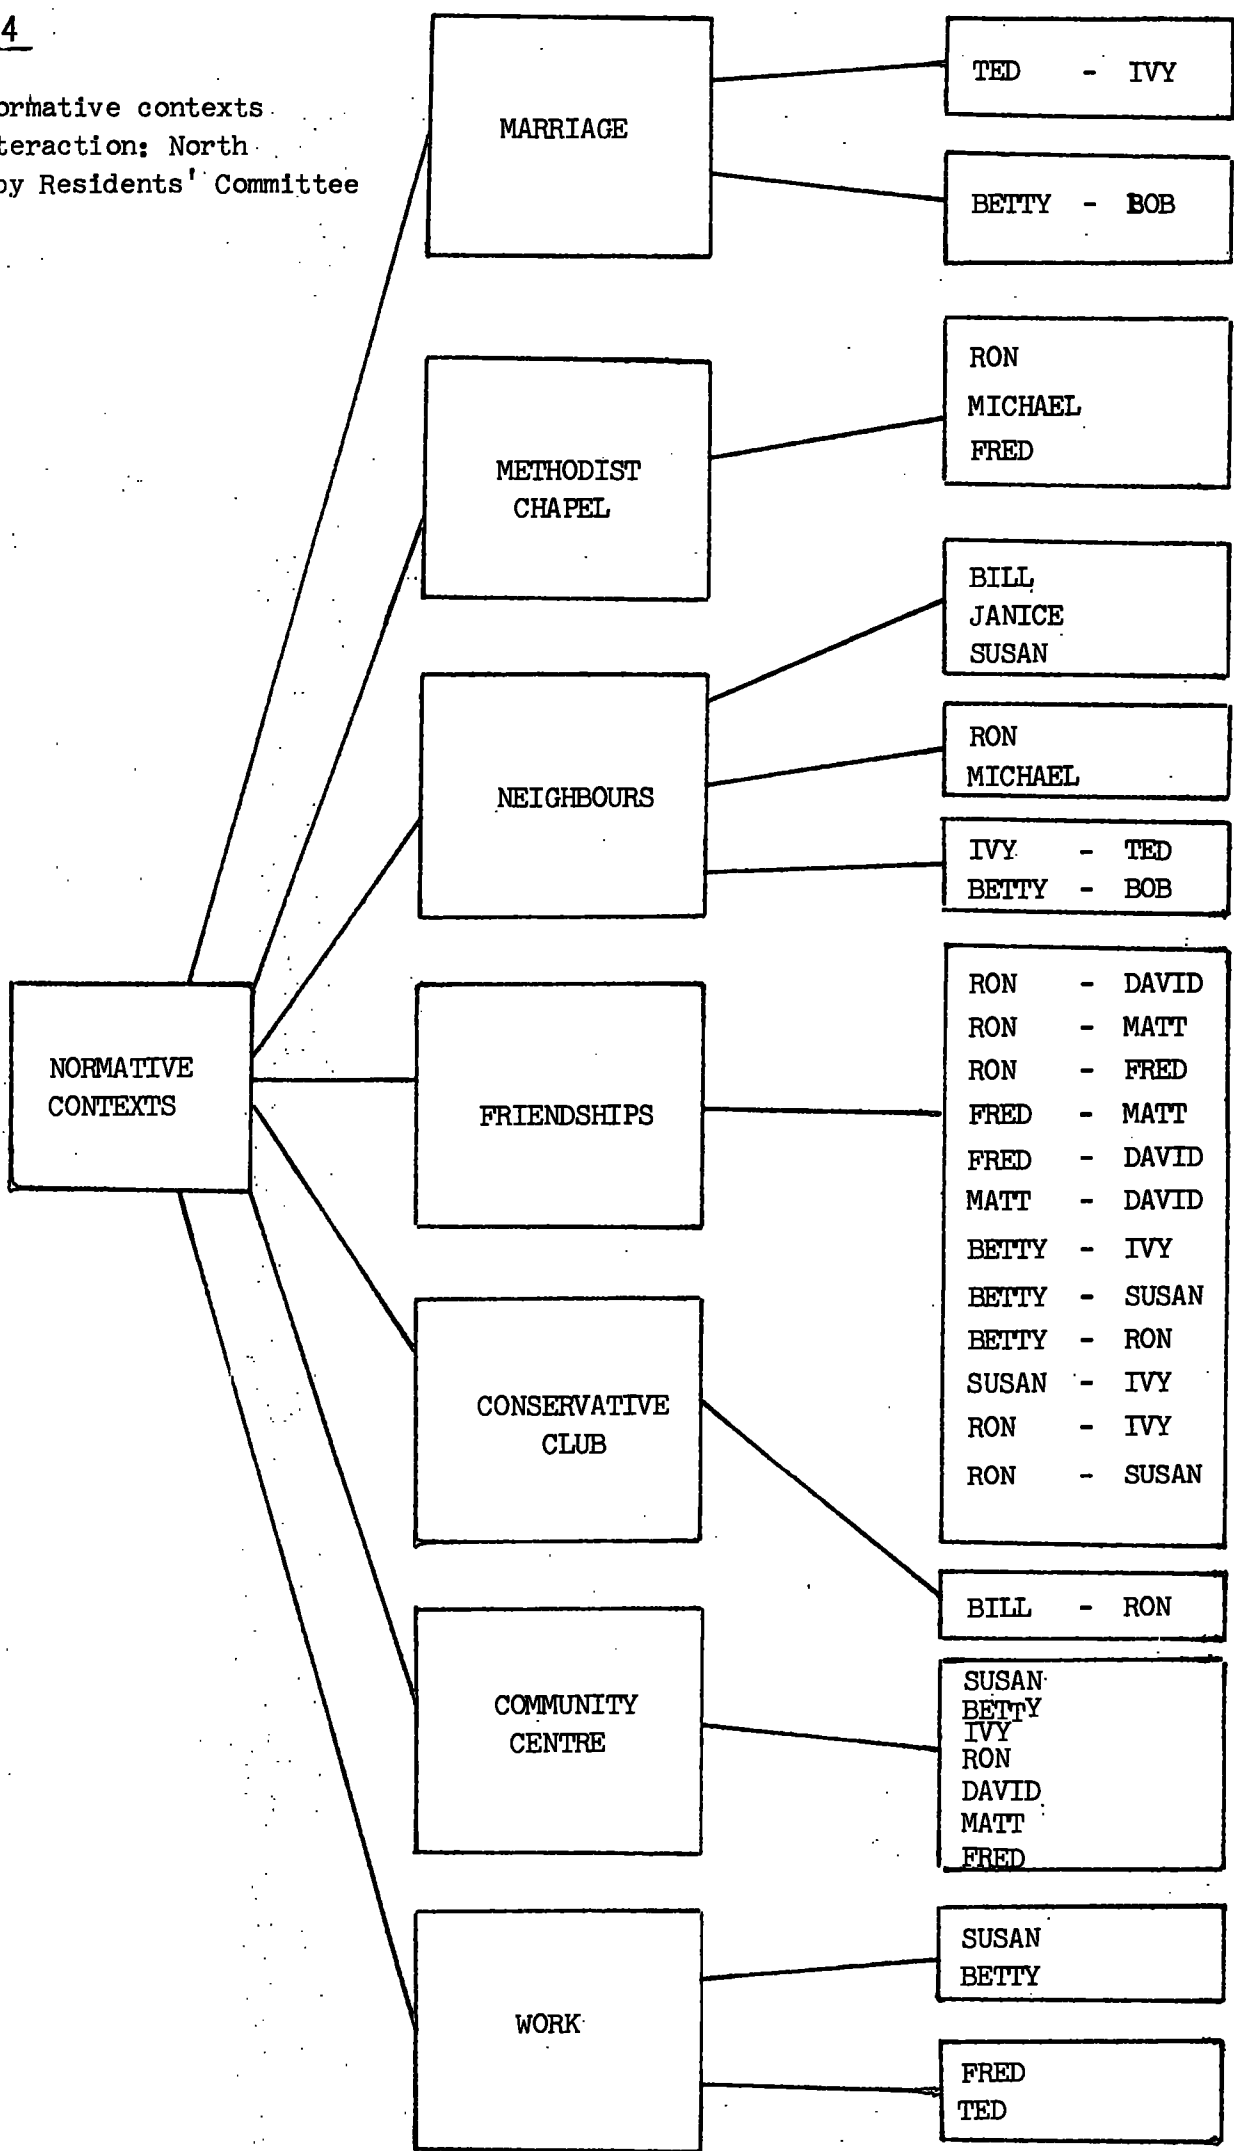 4
ormative contexts
teraction: North
by Residents' Committee
NORMATIVE
CONTEXTS
MARRIAGE
TED - IVY
BETTY - BOB
METHODIST
CHAPEL
RON
MICHAEL
FRED
NEIGHBOURS
BILL
JANICE
SUSAN
RON
MICHAEL
IVY - TED
BETTY - BOB
FRIENDSHIPS
RON - DAVID
RON - MATT
RON - FRED
FRED - MATT
FRED - DAVID
MATT - DAVID
BETTY - IVY
BETTY - SUSAN
BETTY - RON
SUSAN - IVY
RON - IVY
RON - SUSAN
CONSERVATIVE
CLUB
BILL - RON
COMMUNITY
CENTRE
SUSAN
BETTY
IVY
RON
DAVID
MATT
FRED
WORK
SUSAN
BETTY
FRED
TED